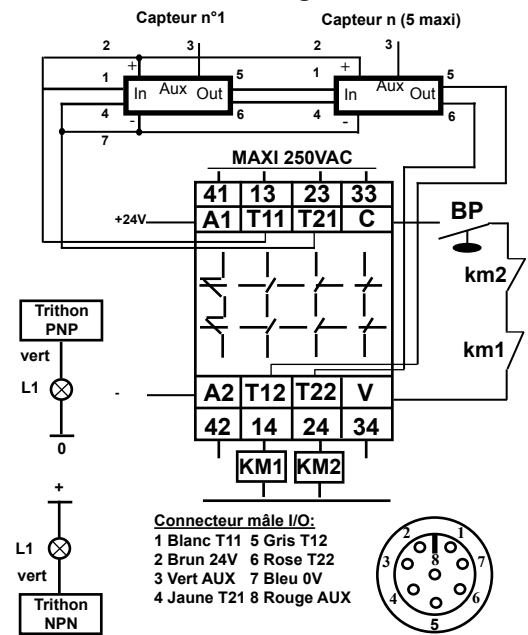 Capteur n°1
Capteur n (5 maxi)
2 3 2 3
1 + 5 1 + 5
In Aux Out In Aux Out
4 - 6 4 - 6
7
MAXI 250VAC
41 13 23 33
+24V A1 T11 T21 C BP
km2
Trithon
PNP
vert
km1
L1
- A2 T12 T22 V
0
42 14 24 34
KM1 KM2
+
L1
vert
Trithon
NPN
Connecteur mâle I/O:
1 Blanc T11 5 Gris T12
2 Brun 24V 6 Rose T22
3 Vert AUX 7 Bleu 0V
4 Jaune T21 8 Rouge AUX
2 1
3 8 7
4 6
5